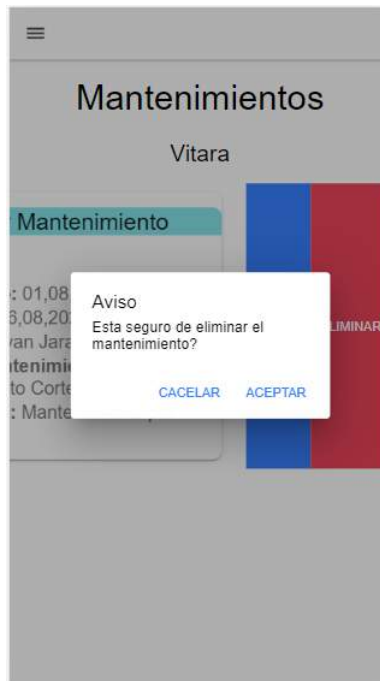 Mantenimientos
Vitara
Mantenimiento
: 01,08
6,08,20
van Jara
ntenimie
to Corte
: Mante
LIMINAR
Aviso
Esta seguro de eliminar el
mantenimiento?
CACELAR ACEPTAR